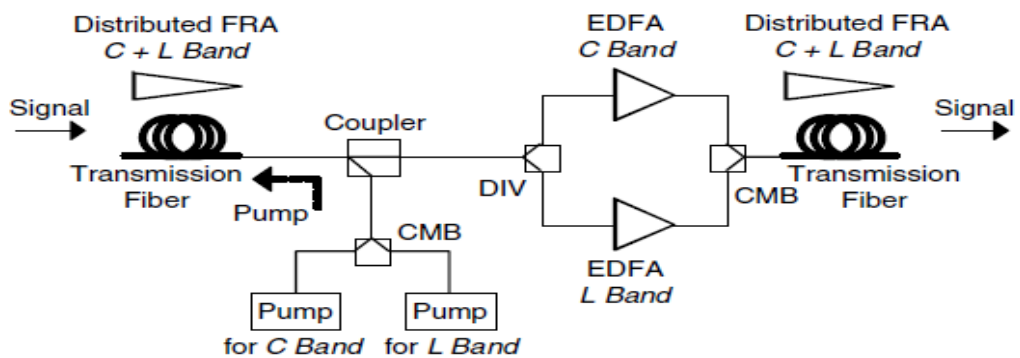 Distributed FRA
C + L Band
EDFA
C Band
Distributed FRA
C + L Band
Signal
Coupler
Signal
Transmission
Fiber
Pump
DIV
CMB
Transmission
Fiber
CMB
EDFA
L Band
Pump
Pump
for C Band
for L Band